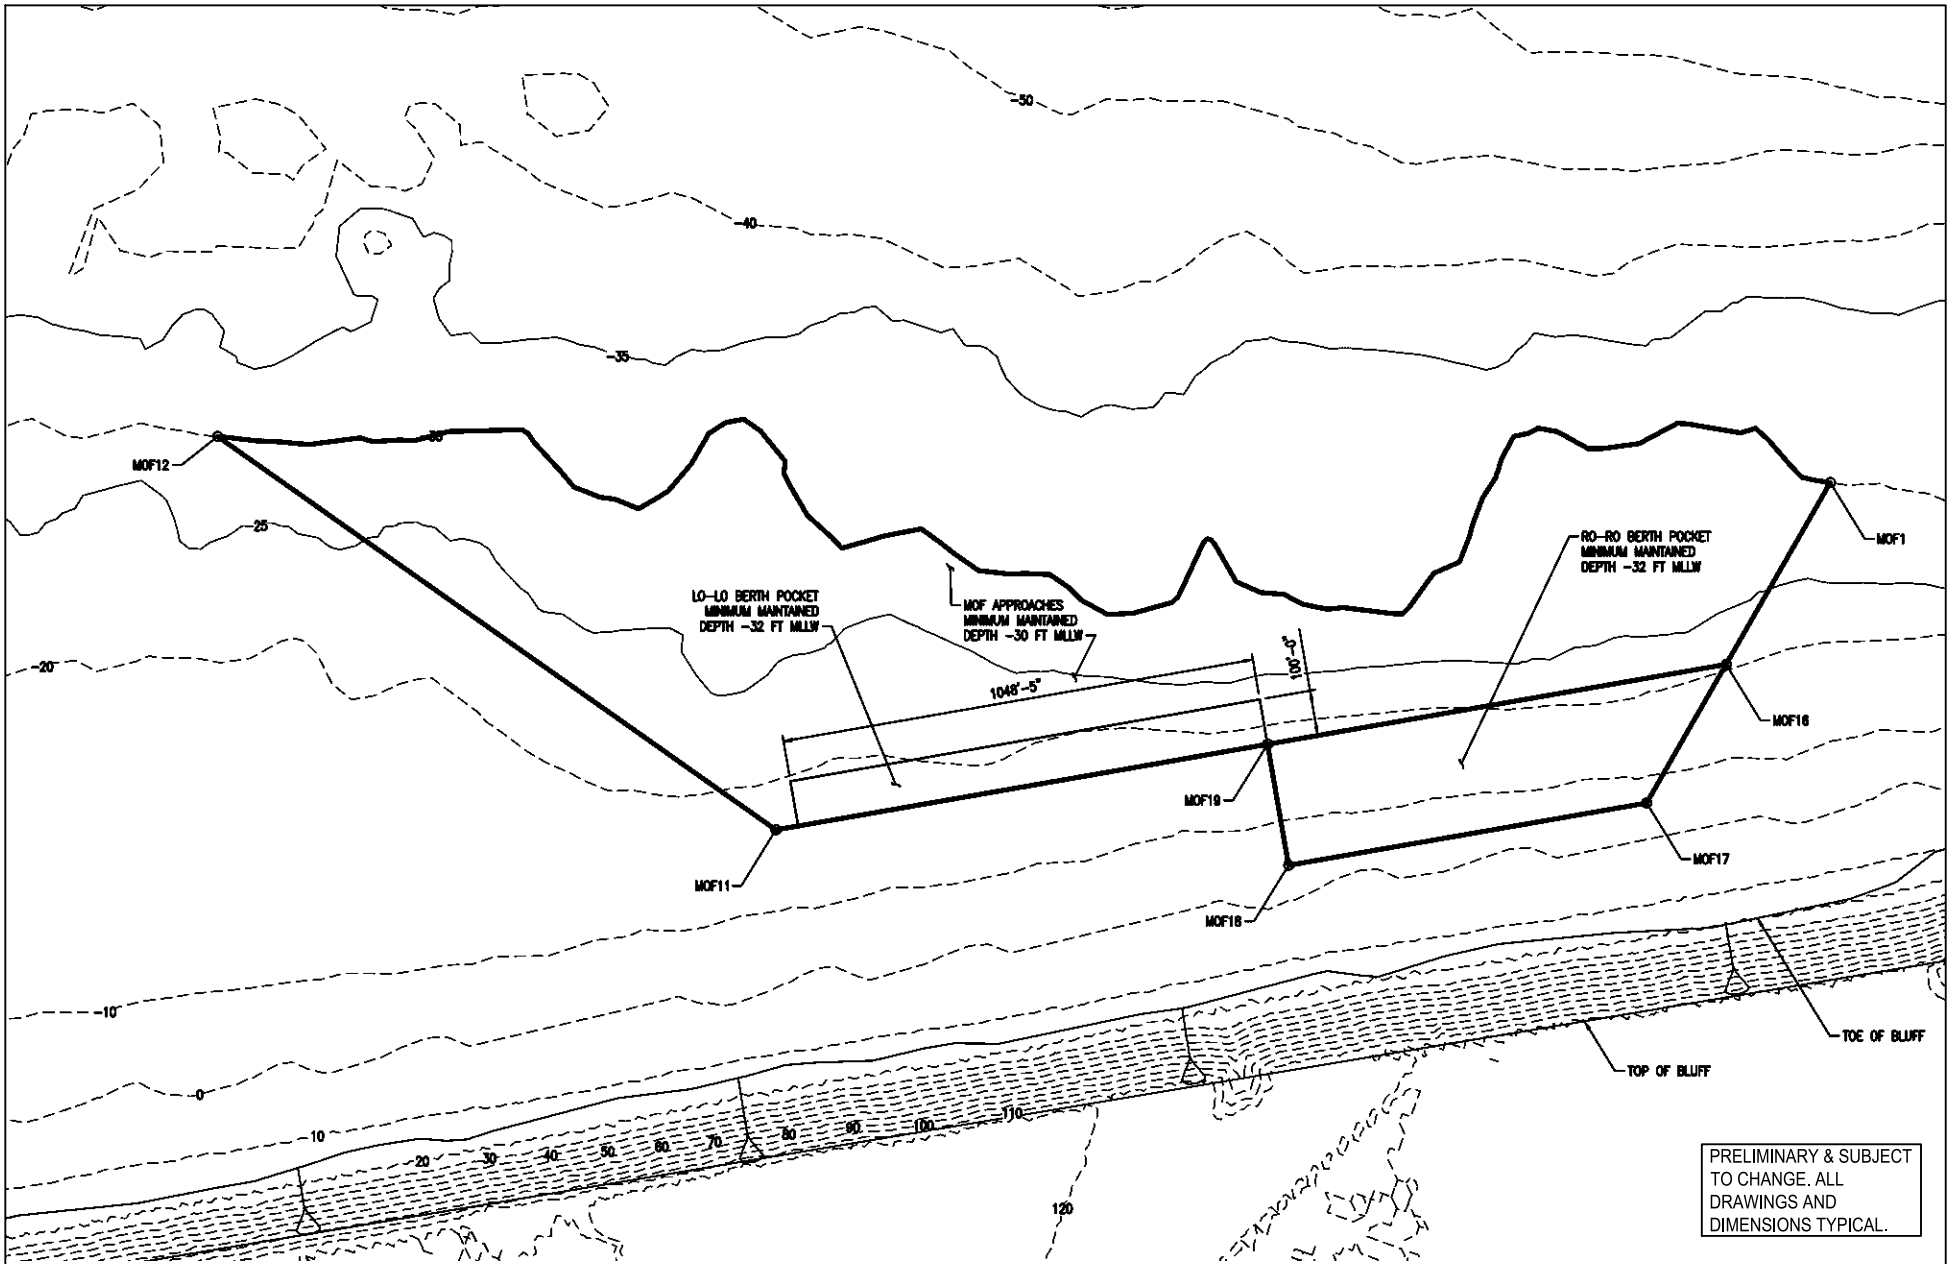 -50
-40
-35
MOF12
-30
-25
MOF1
RO-RO BERTH POCKET
MINIMUM MAINTAINED
DEPTH -32 FT MLLW
LO-LO BERTH POCKET
MINIMUM MAINTAINED
DEPTH -32 FT MLLW
MOF APPROACHES
MINIMUM MAINTAINED
DEPTH -30 FT MLLW
100'-0"
-20
1048'-5"
MOF16
MOF19
MOF17
MOF11
MOF18
-10
TOE OF BLUFF
TOP OF BLUFF
0
10
20
30
40
50
60
70
80
90
100
110
120
PRELIMINARY & SUBJECT
TO CHANGE. ALL
DRAWINGS AND
DIMENSIONS TYPICAL.